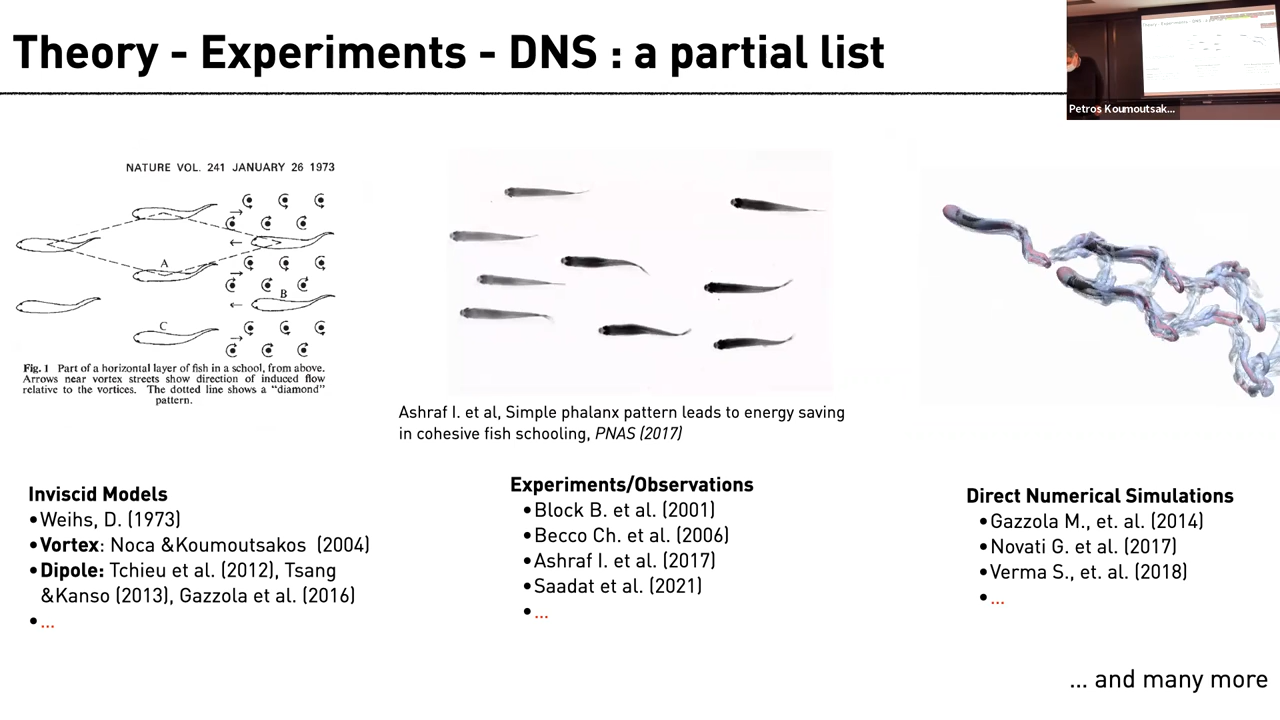 Theory - Experiments - DNS : a partial list
Petros Koumoutsak...
NATURE VOL. 241 JANUARY 26 1973
A
B
C
Fig. 1 Part of a horizontal layer of fish in a school, from above.
Arrows near vortex streets show direction of induced flow
relative to the vortices. The dotted line shows a "diamond"
pattern.
Ashraf I. et al, Simple phalanx pattern leads to energy saving
in cohesive fish schooling, PNAS (2017)
Inviscid Models
•Weihs, D. (1973)
•Vortex: Noca &Koumoutsakos (2004)
•Dipole: Tchieu et al. (2012), Tsang
&Kanso (2013), Gazzola et al. (2016)
•...
Experiments/Observations
•Block B. et al. (2001)
•Becco Ch. et al. (2006)
•Ashraf I. et al. (2017)
•Saadat et al. (2021)
•...
Direct Numerical Simulations
•Gazzola M., et. al. (2014)
•Novati G. et al. (2017)
•Verma S., et. al. (2018)
•...
... and many more